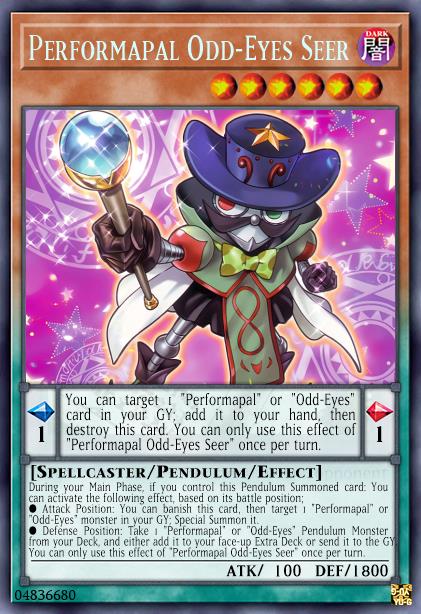 Performapal Odd-Eyes Seer
DARK
闇
You can target 1 "Performapal" or "Odd-Eyes"
card in your GY; add it to your hand, then
destroy this card. You can only use this effect of
"Performapal Odd-Eyes Seer" once per turn.
1
1
[Spellcaster/Pendulum/Effect]
During your Main Phase, if you control this Pendulum Summoned card: You
can activate the following effect, based on its battle position;
● Attack Position: You can banish this card, then target 1 "Performapal" or
"Odd-Eyes" monster in your GY; Special Summon it.
● Defense Position: Take 1 "Performapal" or "Odd-Eyes" Pendulum Monster
from your Deck, and either add it to your face-up Extra Deck or send it to the GY.
You can only use this effect of "Performapal Odd-Eyes Seer" once per turn.
ATK/ 100 DEF/1800
04836680